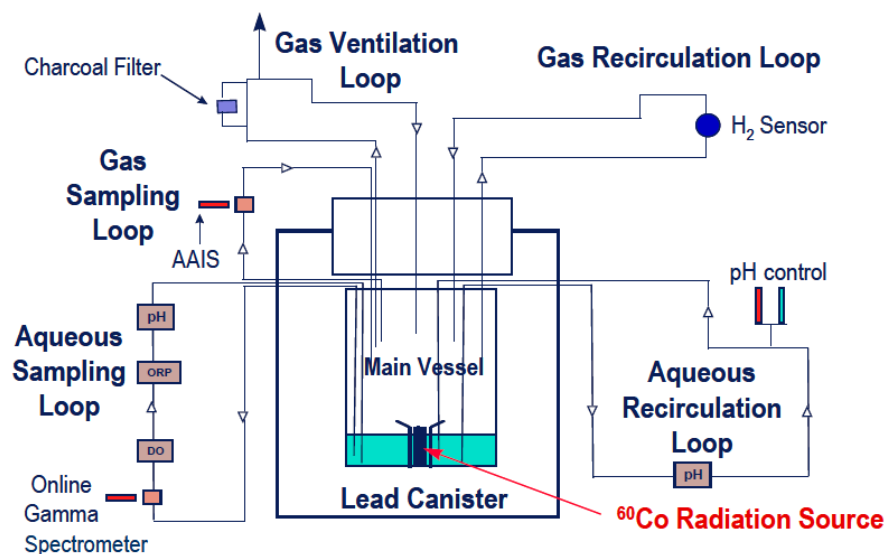 Gas Ventilation
Loop
Charcoal Filter
Gas Recirculation Loop
H₂ Sensor
Gas
Sampling
Loop
AAIS
pH control
Aqueous
Sampling
Loop
pH
ORP
DO
Main Vessel
Aqueous
Recirculation
Loop
pH
Online
Gamma
Spectrometer
Lead Canister
⁶⁰Co Radiation Source